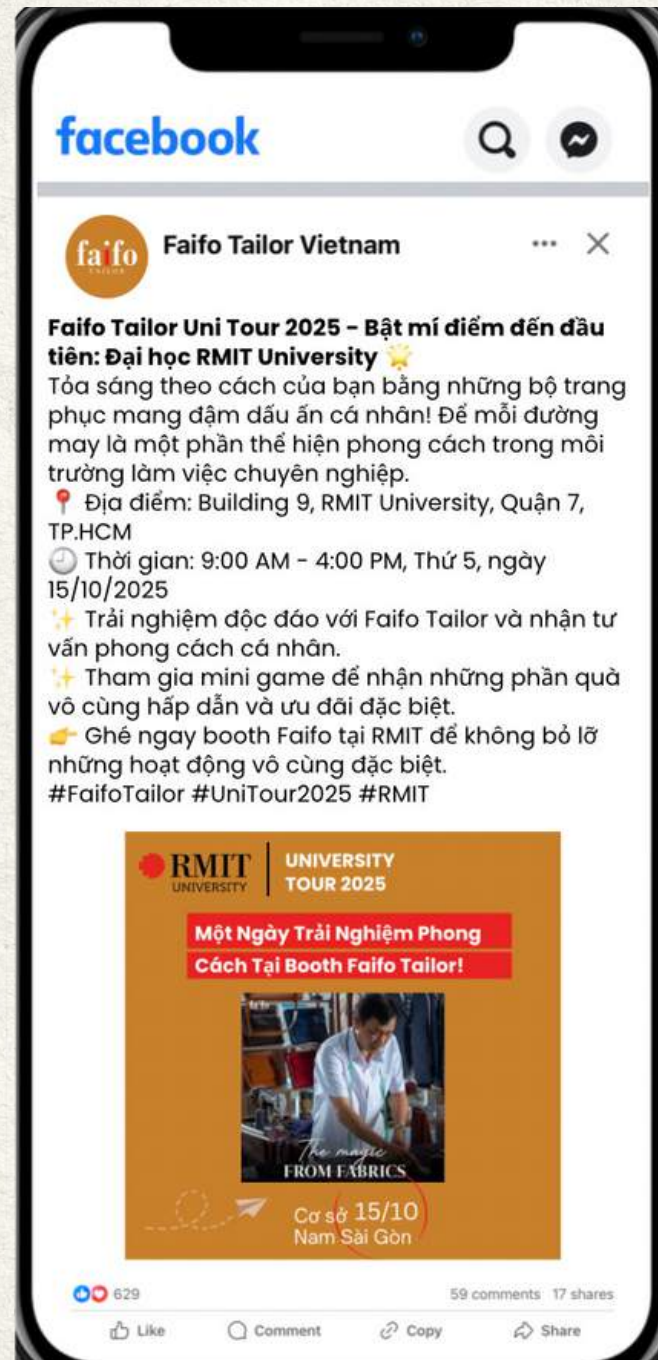 facebook
faifo
TAILOR
Faifo Tailor Vietnam
Faifo Tailor Uni Tour 2025 – Bật mí điểm đến đầu
tiên: Đại học RMIT University 🌟
Tỏa sáng theo cách của bạn bằng những bộ trang
phục mang đậm dấu ấn cá nhân! Để mỗi đường
may là một phần thể hiện phong cách trong môi
trường làm việc chuyên nghiệp.
📍 Địa điểm: Building 9, RMIT University, Quận 7,
TP.HCM
🕘 Thời gian: 9:00 AM – 4:00 PM, Thứ 5, ngày
15/10/2025
✨ Trải nghiệm độc đáo với Faifo Tailor và nhận tư
vấn phong cách cá nhân.
✨ Tham gia mini game để nhận những phần quà
vô cùng hấp dẫn và ưu đãi đặc biệt.
👉 Ghé ngay booth Faifo tại RMIT để không bỏ lỡ
những hoạt động vô cùng đặc biệt.
#FaifoTailor #UniTour2025 #RMIT
RMIT
UNIVERSITY
UNIVERSITY
TOUR 2025
Một Ngày Trải Nghiệm Phong
Cách Tại Booth Faifo Tailor!
faifo
The magic
FROM FABRICS
Cơ sở 15/10
Nam Sài Gòn
629
59 comments 17 shares
Like Comment Copy Share